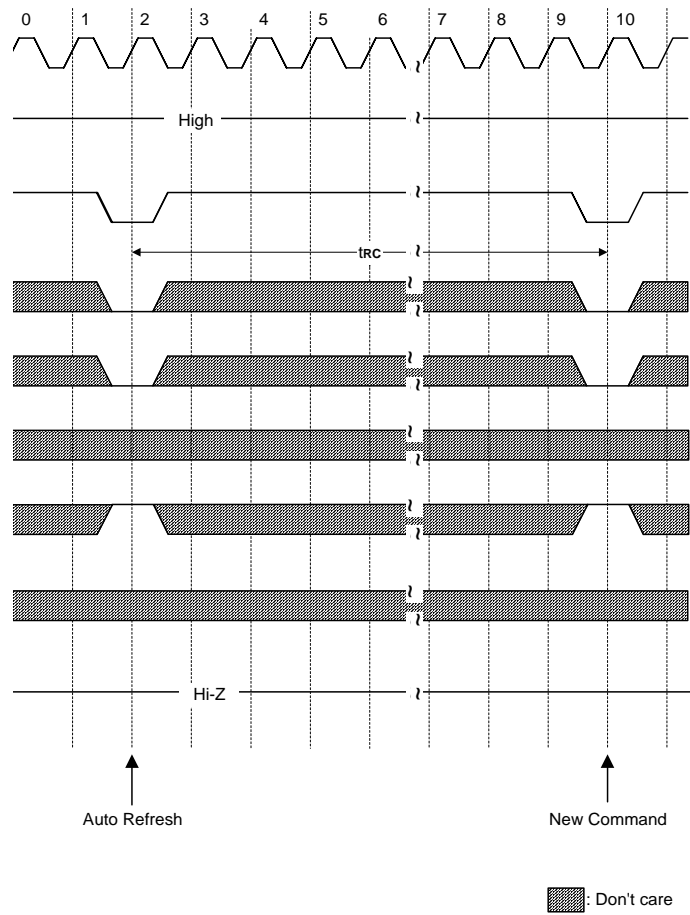 0 1 2 3 4 5 6 7 8 9 10
High
tRC
Hi-Z
Auto Refresh New Command
: Don't care